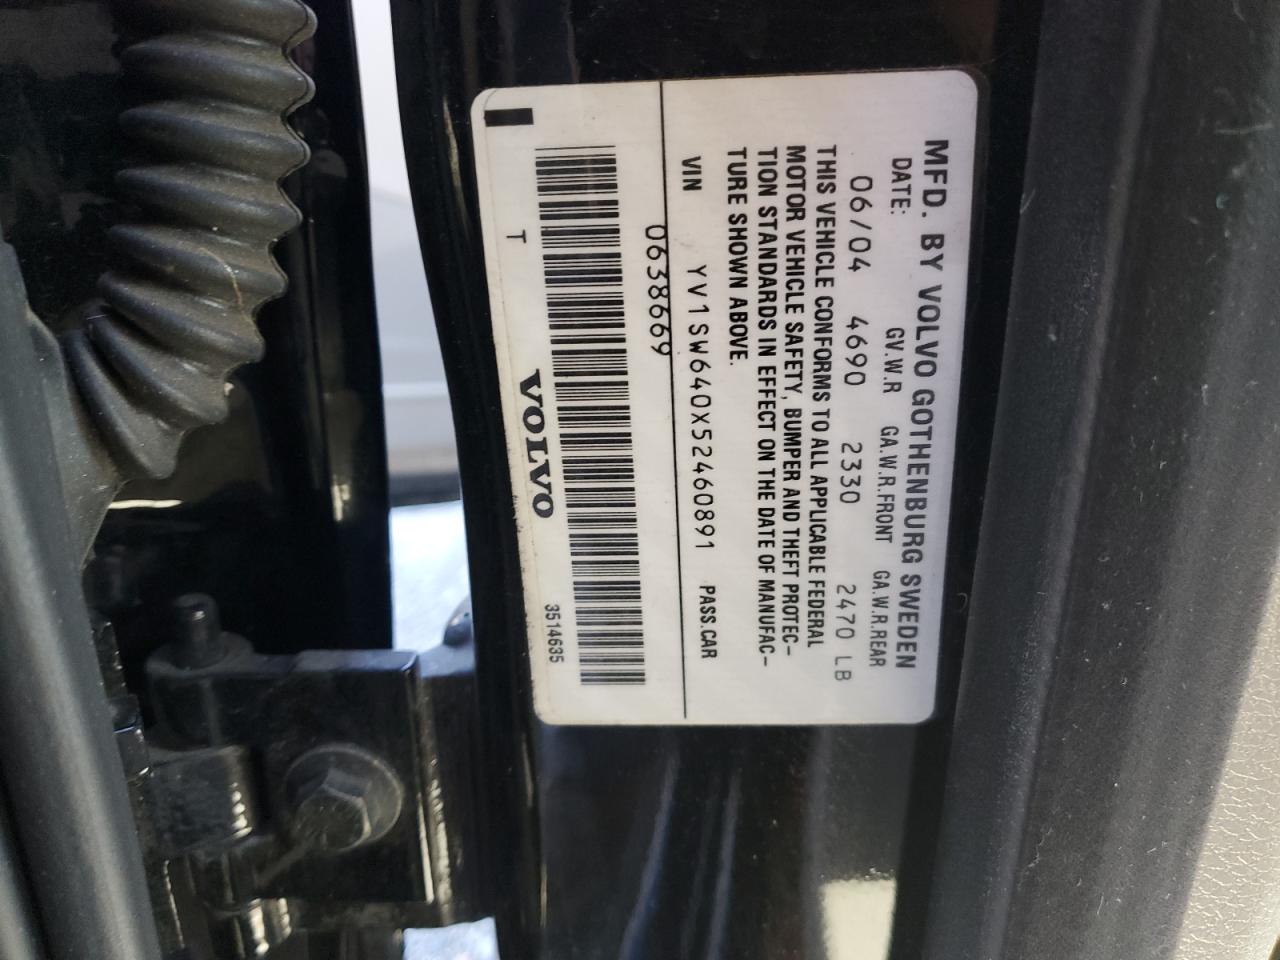 MFD. BY VOLVO GOTHENBURG SWEDEN
DATE: GV.W.R GA.W.R.FRONT GA.W.R.REAR
06/04 4690 2330 2470 LB
THIS VEHICLE CONFORMS TO ALL APPLICABLE FEDERAL
MOTOR VEHICLE SAFETY, BUMPER AND THEFT PROTEC-
TION STANDARDS IN EFFECT ON THE DATE OF MANUFAC-
TURE SHOWN ABOVE.
VIN YV1SW640X52460891 PASS.CAR
0638669
T VOLVO 3514635